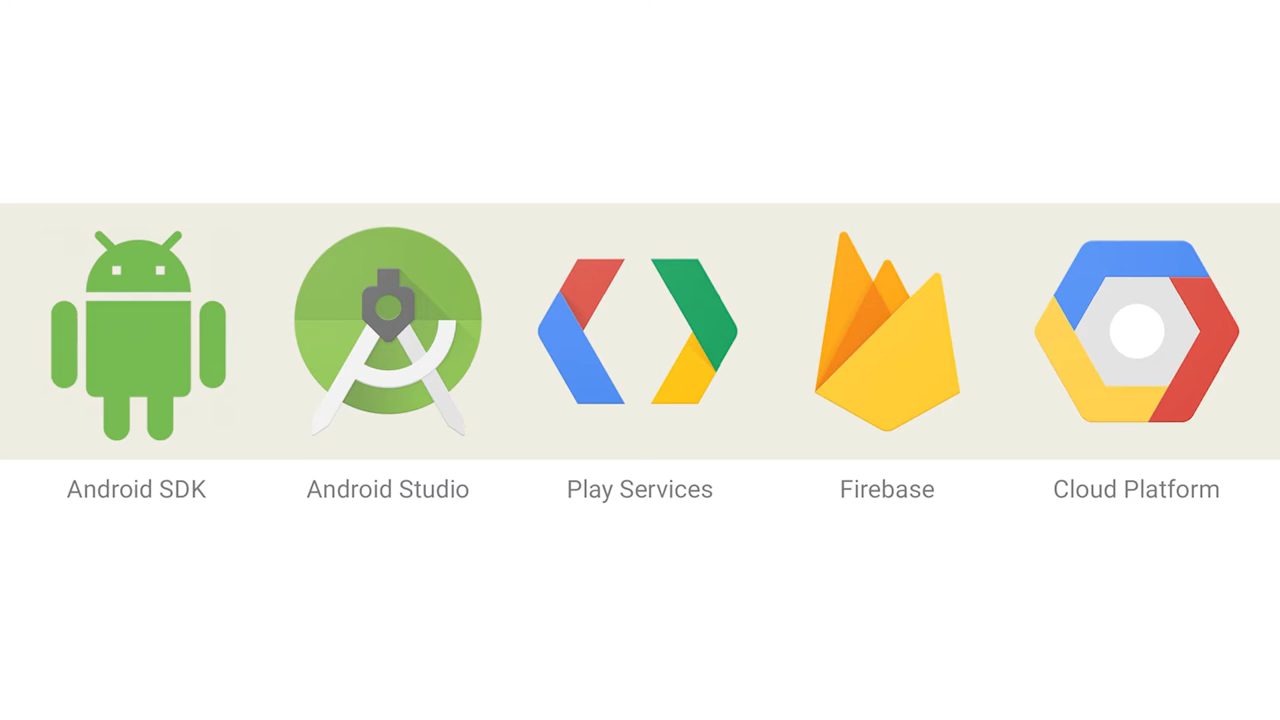 Android SDK
Android Studio
Play Services
Firebase
Cloud Platform